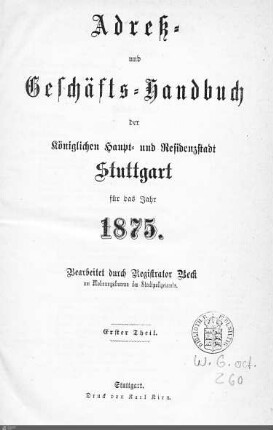 Adreß-
und
Geschäfts-Handbuch
der
Königlichen Haupt- und Residenzstadt
Stuttgart
für das Jahr
1875.
Bearbeitet durch Registrator Beck
Erster Theil.
Stuttgart.
Druck von Karl Kirn.
W. G. oct.
260